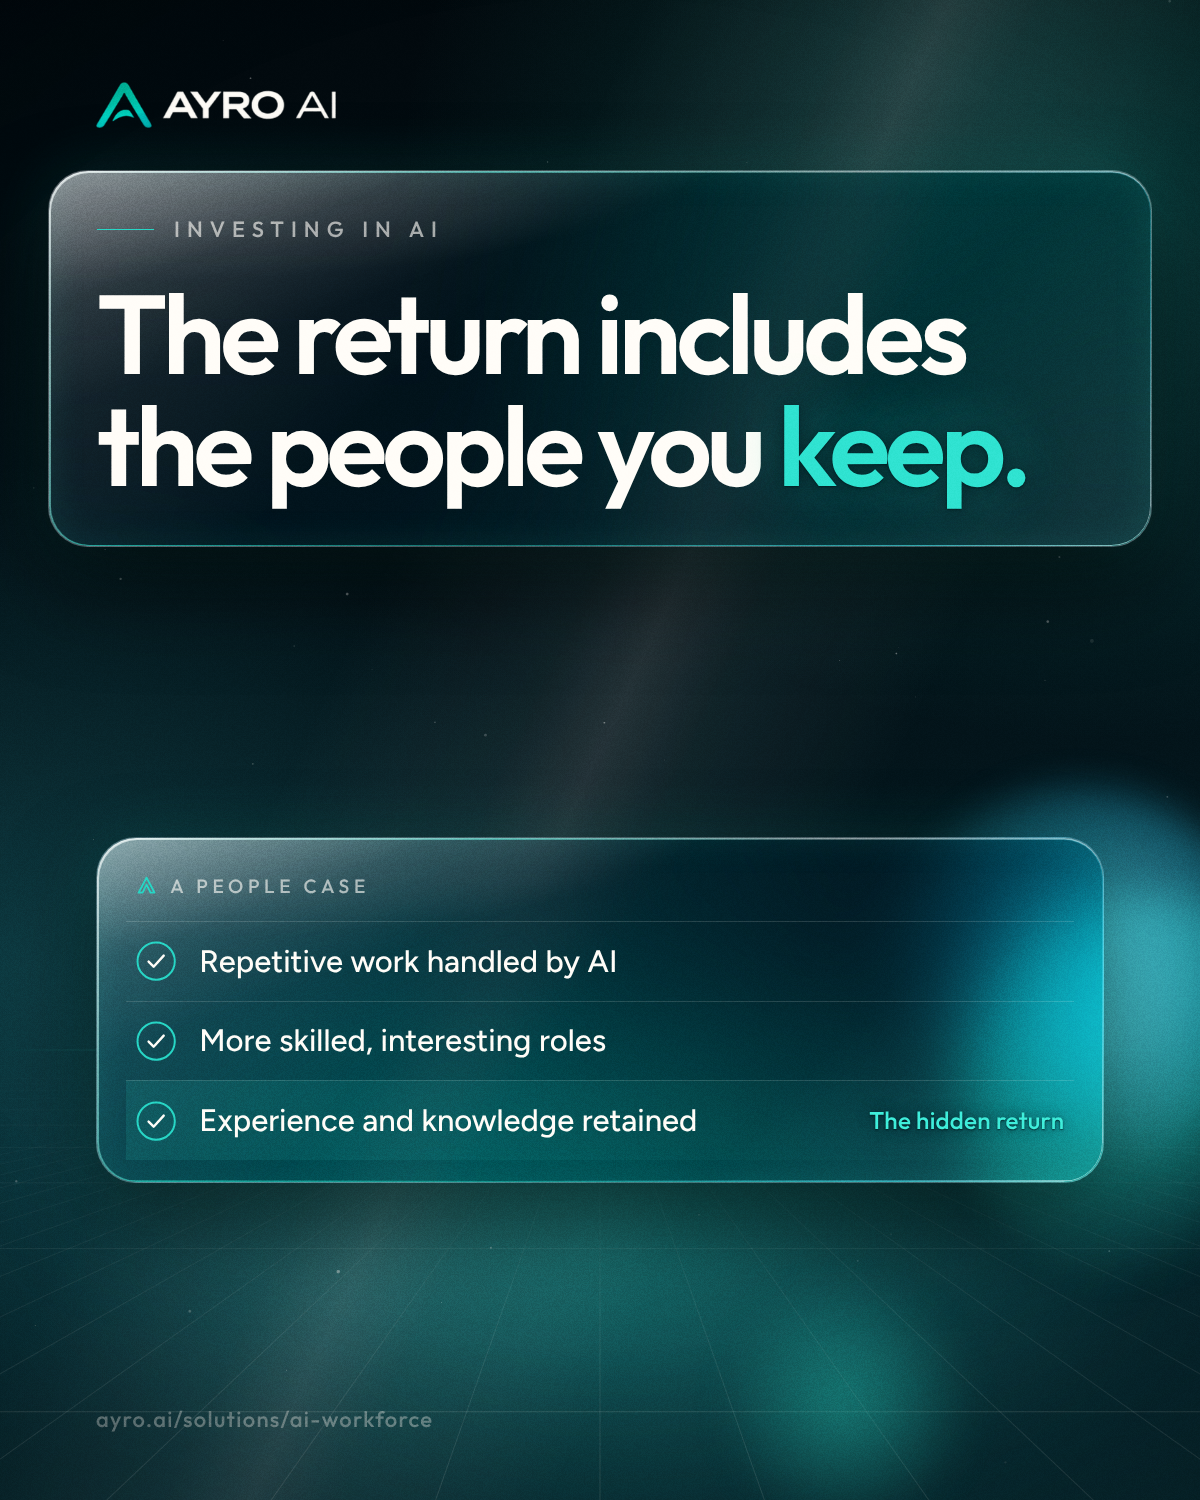 AYRO AI
INVESTING IN AI
The return includes
the people you keep.
A PEOPLE CASE
Repetitive work handled by AI
More skilled, interesting roles
Experience and knowledge retained
The hidden return
ayro.ai/solutions/ai-workforce